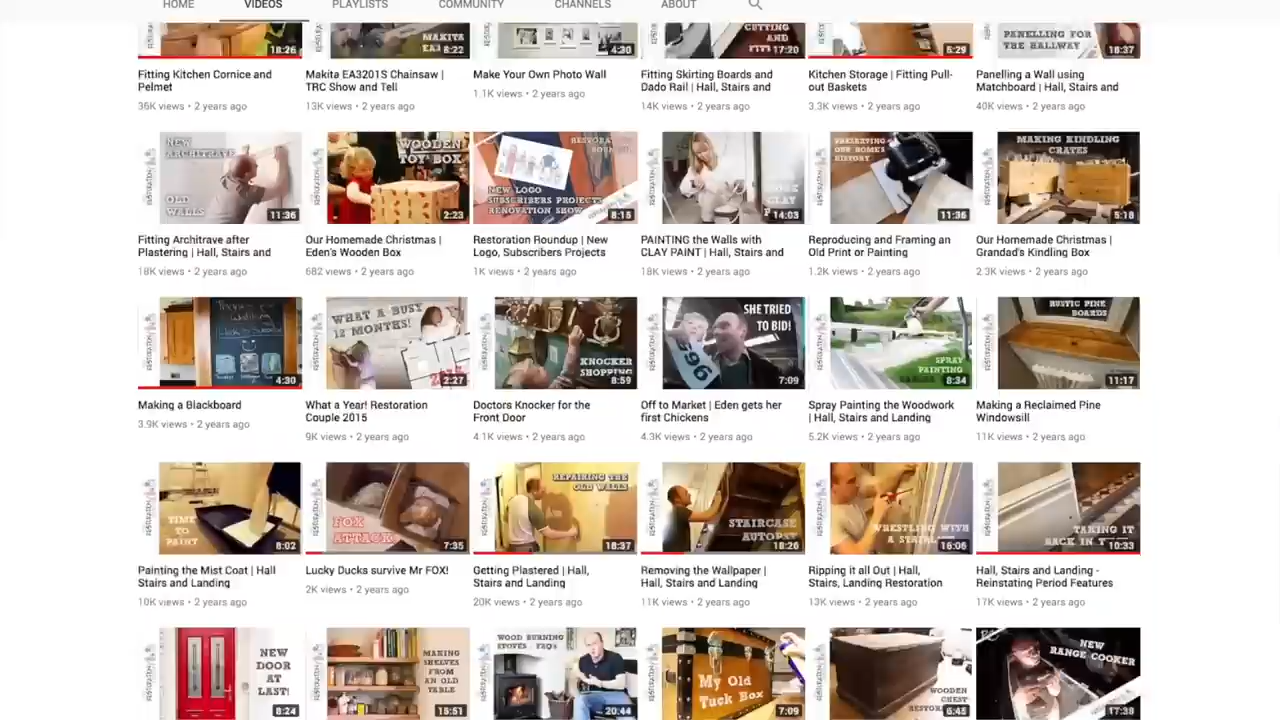 HOME VIDEOS PLAYLISTS COMMUNITY CHANNELS ABOUT
18:26
MAKITA
8:22
4:30
CUTTING
AND
17:20
5:29
PANELLING FOR
THE HALLWAY
18:37
Fitting Kitchen Cornice and
Pelmet
36K views • 2 years ago
Makita EA3201S Chainsaw |
TRC Show and Tell
13K views • 2 years ago
Make Your Own Photo Wall
1.1K views • 2 years ago
Fitting Skirting Boards and
Dado Rail | Hall, Stairs and
14K views • 2 years ago
Kitchen Storage | Fitting Pull-
out Baskets
3.3K views • 2 years ago
Panelling a Wall using
Matchboard | Hall, Stairs and
40K views • 2 years ago
NEW
ARCHITRAVE
OLD
WALLS
11:36
WOODEN
TOY BOX
2:23
NEW LOGO
SUBSCRIBERS PROJECTS
RENOVATION SHOW
8:15
CLAY
14:03
OUR HOME'S
HISTORY
11:36
MAKING KINDLING
CRATES
5:18
Fitting Architrave after
Plastering | Hall, Stairs and
18K views • 2 years ago
Our Homemade Christmas |
Eden's Wooden Box
682 views • 2 years ago
Restoration Roundup | New
Logo, Subscribers Projects
1K views • 2 years ago
PAINTING the Walls with
CLAY PAINT | Hall, Stairs and
18K views • 2 years ago
Reproducing and Framing an
Old Print or Painting
1.2K views • 2 years ago
Our Homemade Christmas |
Grandad's Kindling Box
2.3K views • 2 years ago
4:30
WHAT A BUSY
12 MONTHS!
2:27
KNOCKER
SHOPPING
8:59
SHE TRIED
TO BID!
296
7:09
SPRAY
PAINTING
8:34
RUSTIC PINE
BOARDS
11:17
Making a Blackboard
3.9K views • 2 years ago
What a Year! Restoration
Couple 2015
9K views • 2 years ago
Doctors Knocker for the
Front Door
4.1K views • 2 years ago
Off to Market | Eden gets her
first Chickens
4.3K views • 2 years ago
Spray Painting the Woodwork
| Hall, Stairs and Landing
5.2K views • 2 years ago
Making a Reclaimed Pine
Windowsill
11K views • 2 years ago
TIME
TO
PAINT
8:02
FOX
ATTACK
7:35
REPAIRING THE
OLD WALLS
18:37
STAIRCASE
AUTOPSY
18:26
WRESTLING WITH
A
16:06
TAKING IT
BACK IN
10:33
Painting the Mist Coat | Hall
Stairs and Landing
10K views • 2 years ago
Lucky Ducks survive Mr FOX!
2K views • 2 years ago
Getting Plastered | Hall,
Stairs and Landing
20K views • 2 years ago
Removing the Wallpaper |
Hall, Stairs and Landing
11K views • 2 years ago
Ripping it all Out | Hall,
Stairs, Landing Restoration
13K views • 2 years ago
Hall, Stairs and Landing -
Reinstating Period Features
17K views • 2 years ago
NEW
DOOR
AT
LAST!
8:24
MAKING
SHELVES
FROM
AN OLD
TABLE
15:51
WOOD BURNING
STOVES FAQs
20:44
My Old
Tuck Box
7:09
WOODEN
CHEST
6:45
NEW
RANGE COOKER
17:38